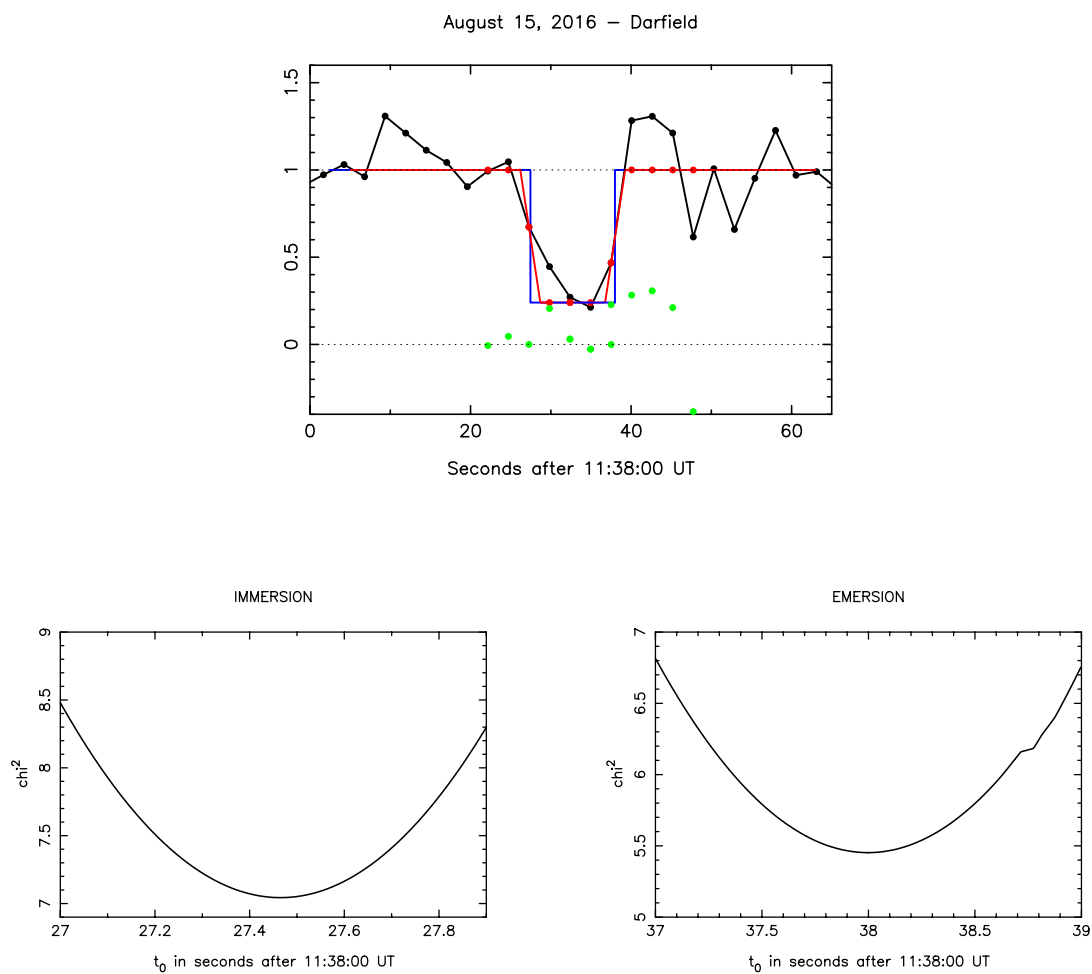 August 15, 2016 – Darfield
1.5
1
0.5
0
0 20 40 60
Seconds after 11:38:00 UT
IMMERSION
9
8.5
8
7.5
7
chi²
27 27.2 27.4 27.6 27.8
t₀ in seconds after 11:38:00 UT
EMERSION
7
6.5
6
5.5
5
chi²
37 37.5 38 38.5 39
t₀ in seconds after 11:38:00 UT